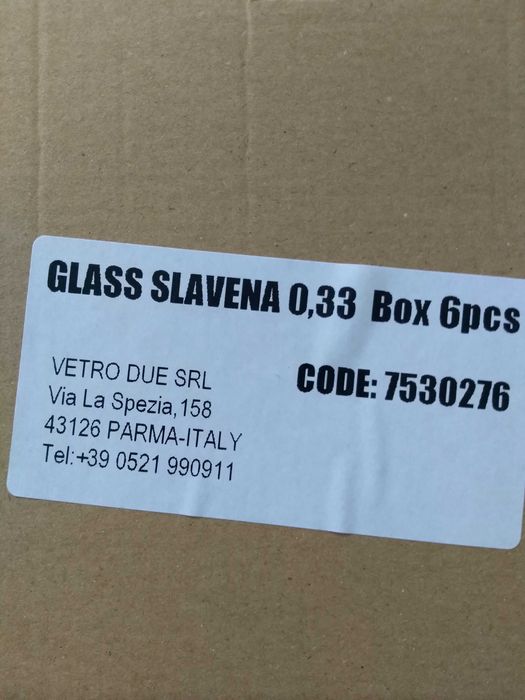 GLASS SLAVENA 0,33 Box 6pcs
VETRO DUE SRL
Via La Spezia,158
43126 PARMA-ITALY
Tel:+39 0521 990911
CODE: 7530276